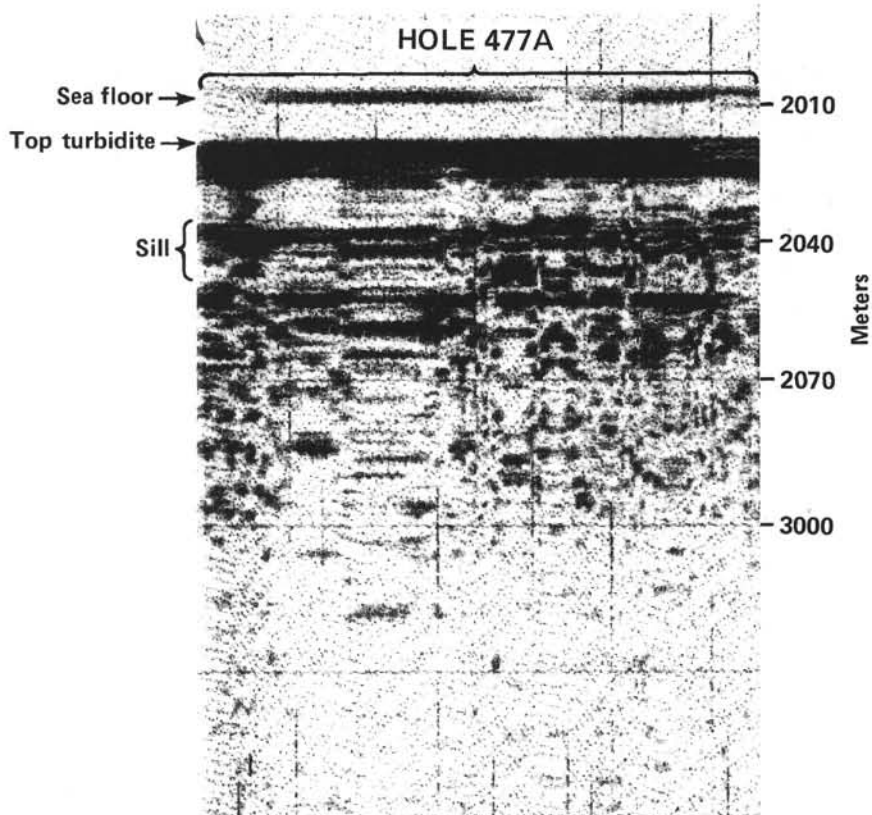 HOLE 477A
Sea floor
2010
Top turbidite
Sill
2040
Meters
2070
3000